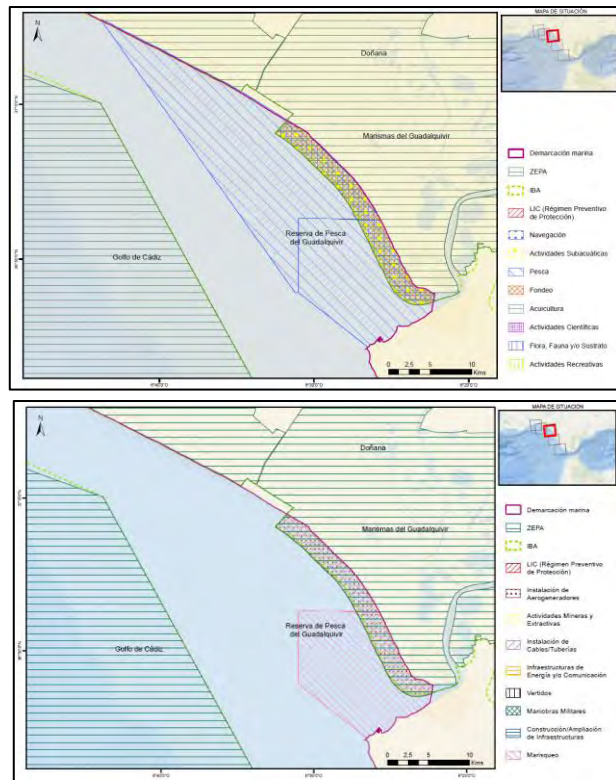 MAPA DE SITUACIÓN
N
Doñana
Marismas del Guadalquivir
Reserva de Pesca
del Guadalquivir
Golfo de Cádiz
0 2,5 5 10
Kms
Demarcación marina
ZEPA
IBA
LIC (Régimen Preventivo
de Protección)
Navegación
Actividades Subacuáticas
Pesca
Fondeo
Acuicultura
Actividades Científicas
Flora, Fauna y/o Sustrato
Actividades Recreativas
MAPA DE SITUACIÓN
N
Doñana
Marismas del Guadalquivir
Reserva de Pesca
del Guadalquivir
Golfo de Cádiz
0 2,5 5 10
Kms
Demarcación marina
ZEPA
IBA
LIC (Régimen Preventivo
de Protección)
Instalación de
Aerogeneradores
Actividades Mineras y
Extractivas
Instalación de
Cables/Tuberías
Infraestructuras de
Energía y/o Comunicación
Vertidos
Maniobras Militares
Construcción/Ampliación
de Infraestructuras
Marisqueo